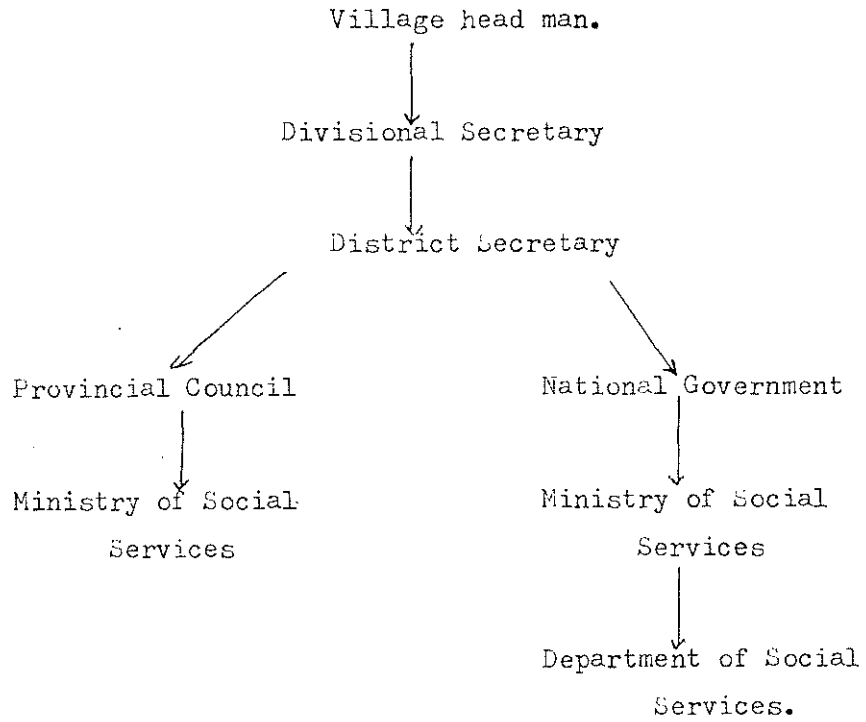 Village head man.
Divisional Secretary
District Secretary
Provincial Council
National Government
Ministry of Social
Services
Ministry of Social
Services
Department of Social
Services.